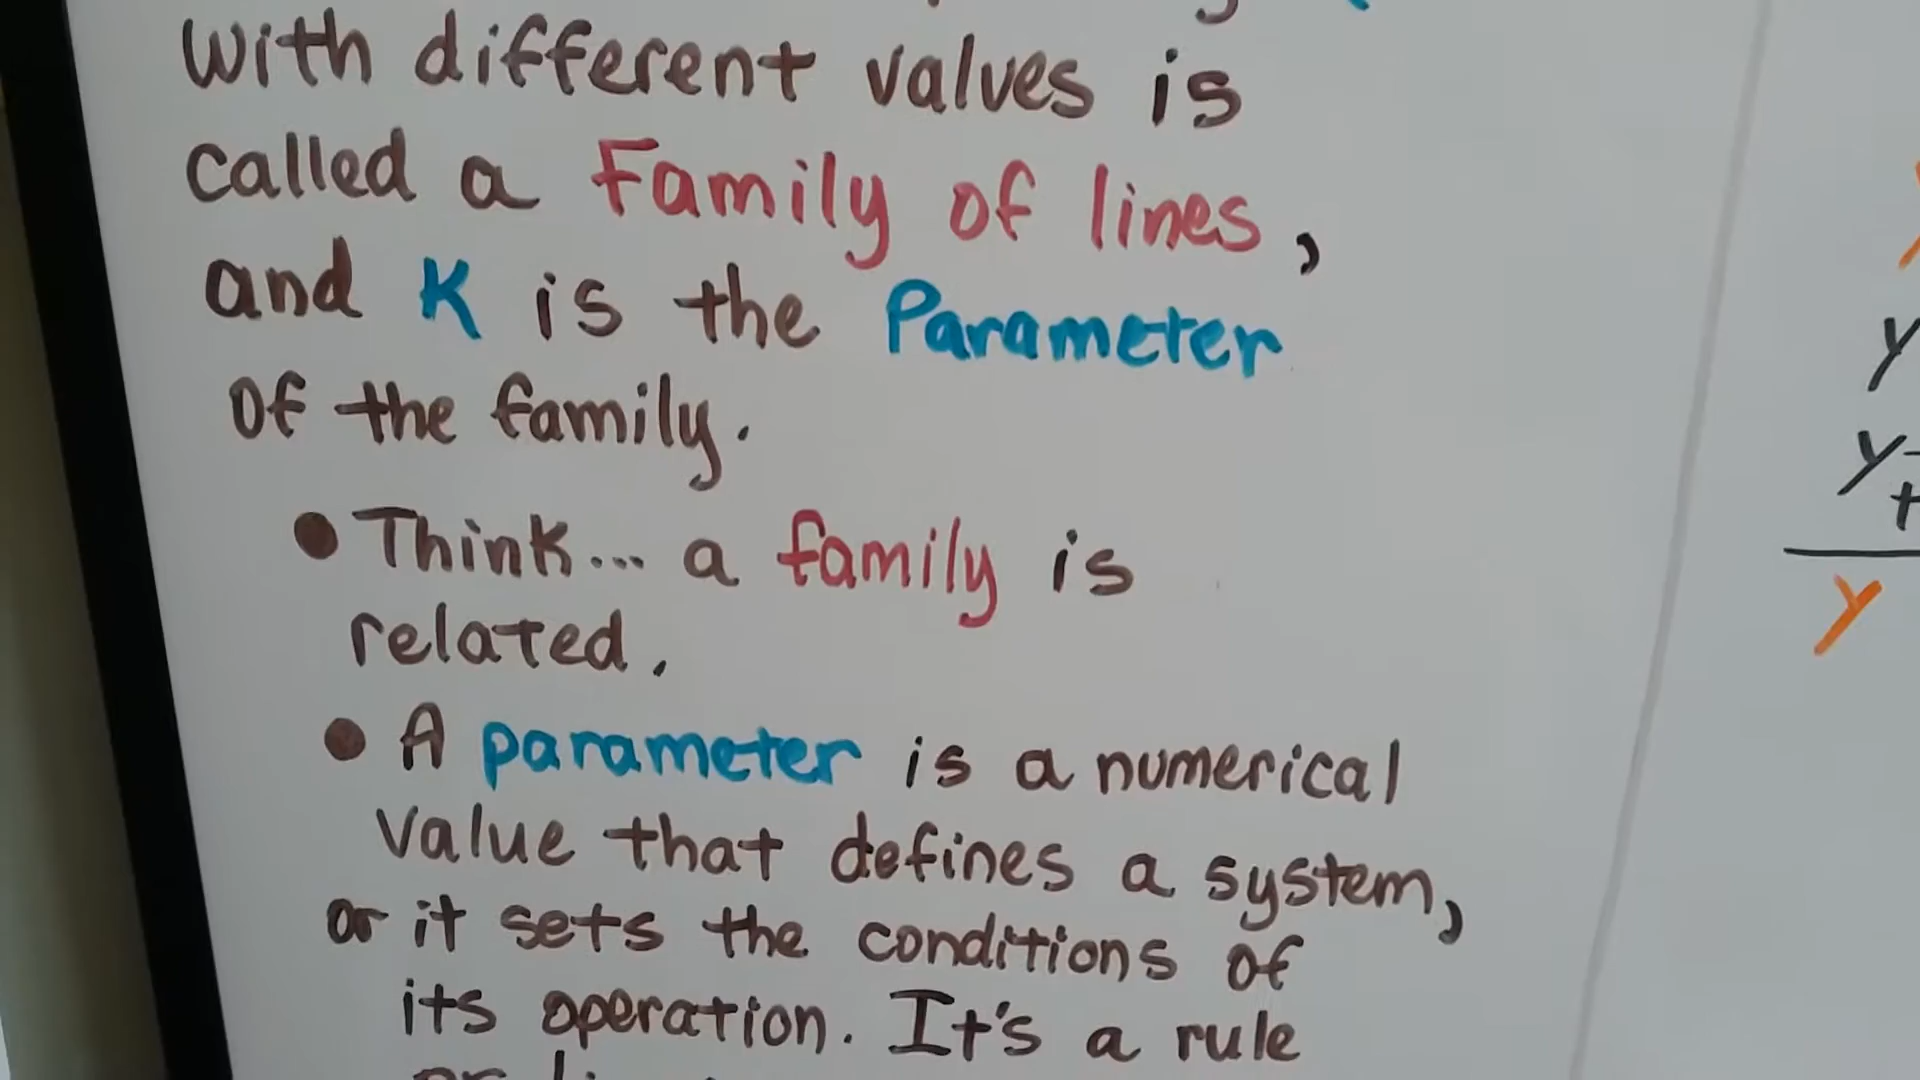 with different values is
called a Family of lines,
and K is the Parameter
of the family.
• Think... a family is
related.
• A parameter is a numerical
value that defines a system,
or it sets the conditions of
its operation. It's a rule
y
y
+
y